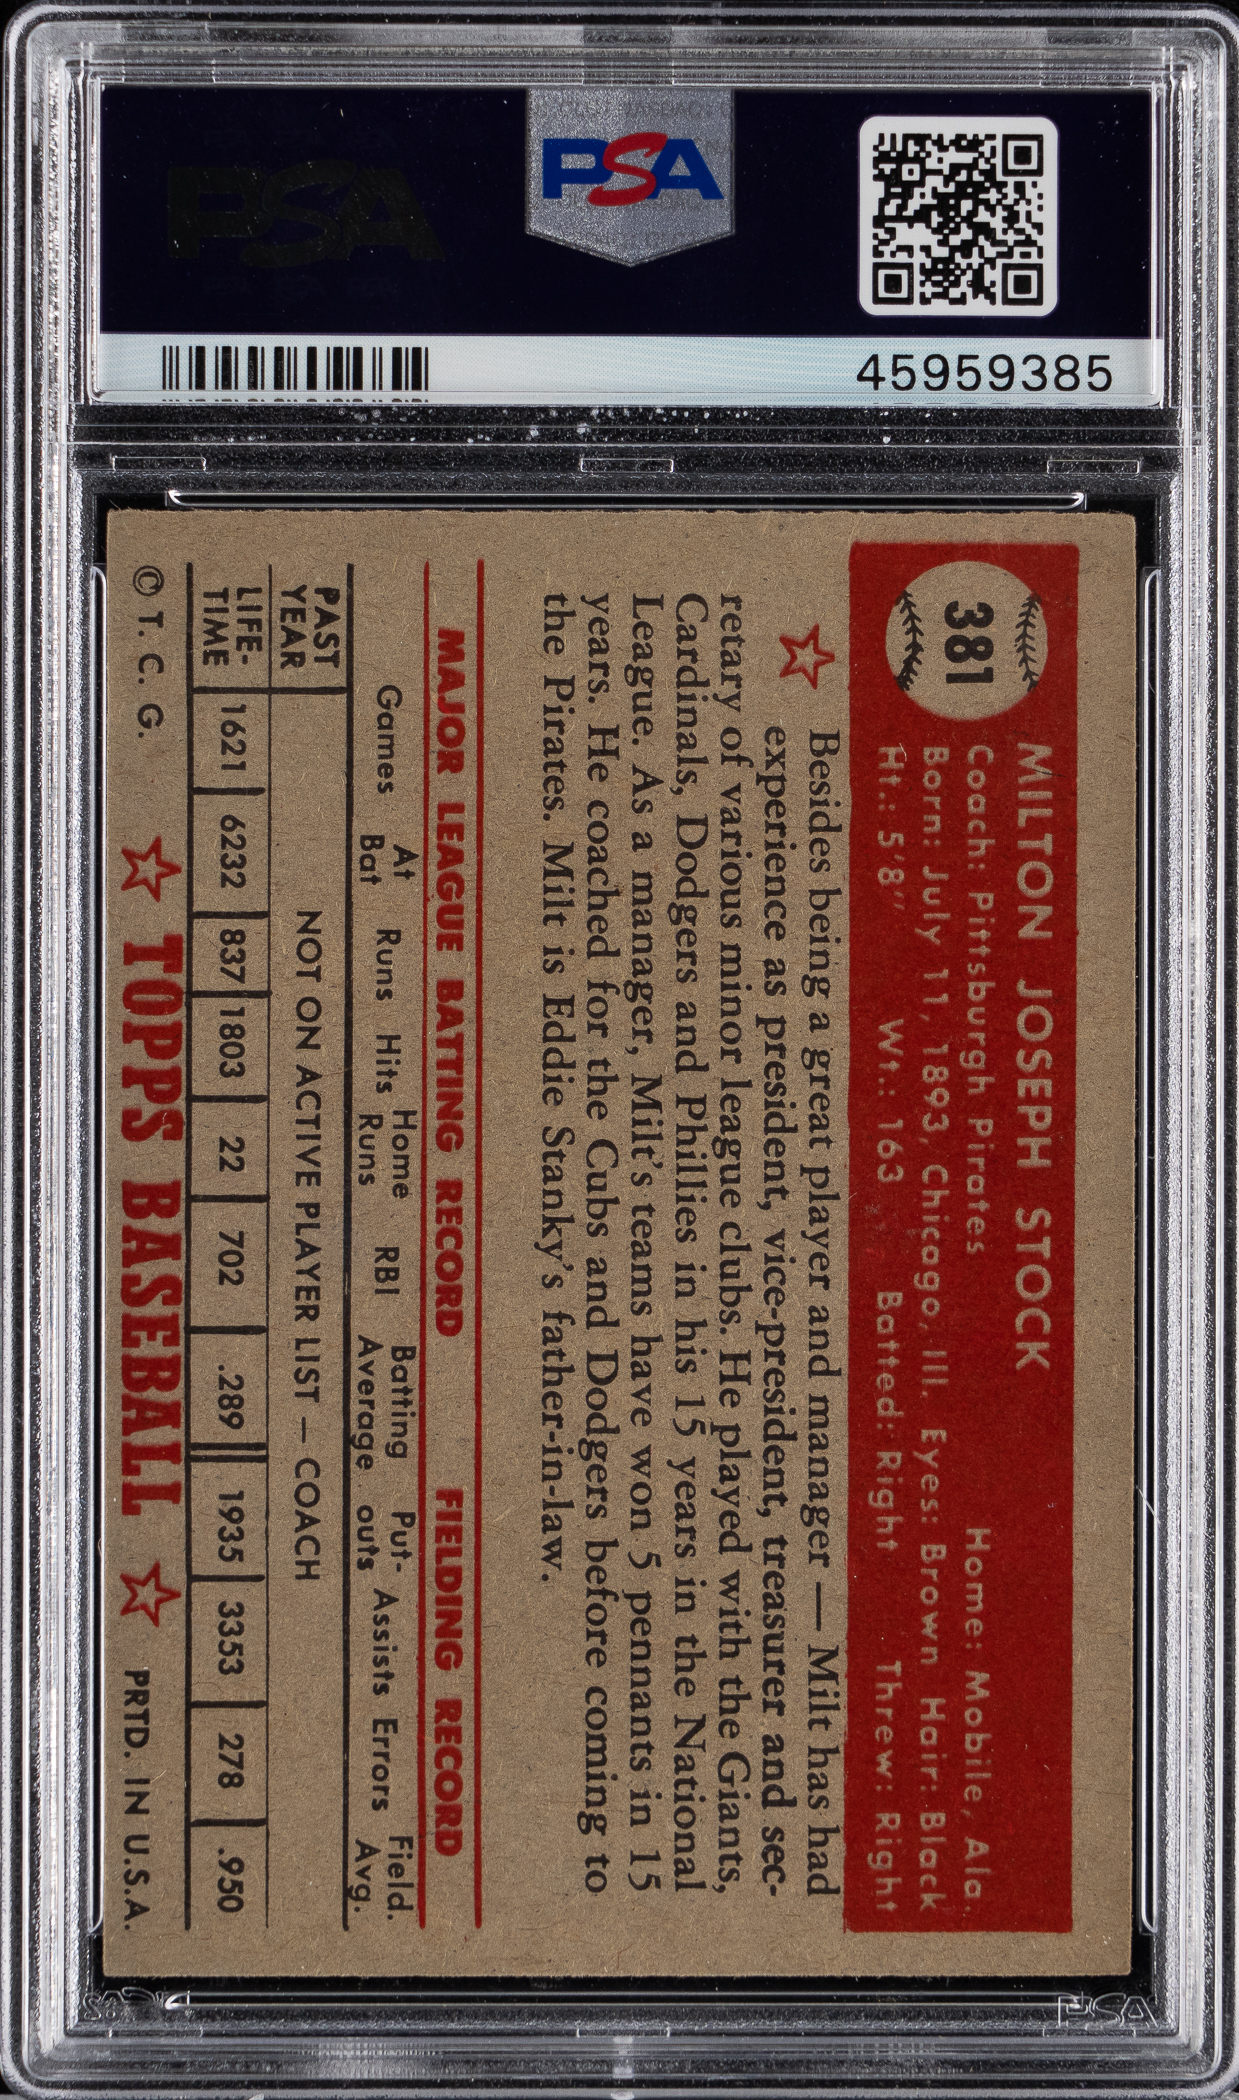 PSA
PSA
45959385
381
MILTON JOSEPH STOCK
Coach: Pittsburgh Pirates Home: Mobile, Ala.
Born: July 11, 1893, Chicago, Ill. Eyes: Brown Hair: Black
Ht.: 5'8" Wt.: 163 Batted: Right Threw: Right
Besides being a great player and manager — Milt has had
experience as president, vice-president, treasurer and sec-
retary of various minor league clubs. He played with the Giants,
Cardinals, Dodgers and Phillies in his 15 years in the National
League. As a manager, Milt's teams have won 5 pennants in 15
years. He coached for the Cubs and Dodgers before coming to
the Pirates. Milt is Eddie Stanky's father-in-law.
MAJOR LEAGUE BATTING RECORD FIELDING RECORD
Games At Bat Runs Hits Home Runs RBI Batting Average Put-outs Assists Errors Field. Avg.
PAST YEAR NOT ON ACTIVE PLAYER LIST — COACH
LIFE-TIME 1621 6232 837 1803 22 702 .289 1935 3353 278 .950
© T. C. G. TOPPS BASEBALL PRTD. IN U.S.A.
PSA